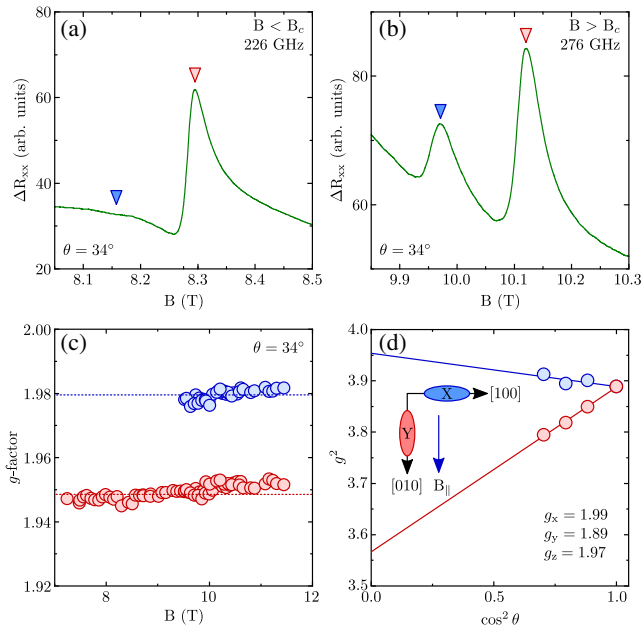 (a)
B < Bc
226 GHz
ΔRxx (arb. units)
60
40
20
θ = 34°
8.1
8.2
8.3
8.4
8.5
B (T)
(b)
B > Bc
276 GHz
ΔRxx (arb. units)
80
60
θ = 34°
9.9
10.0
10.1
10.2
10.3
B (T)
(c)
θ = 34°
g-factor
2.00
1.98
1.96
1.94
1.92
8
10
12
B (T)
(d)
g²
4.0
3.9
3.8
3.7
3.6
3.5
X
[100]
Y
[010]
B∥
gx = 1.99
gy = 1.89
gz = 1.97
0.0
0.5
1.0
cos² θ